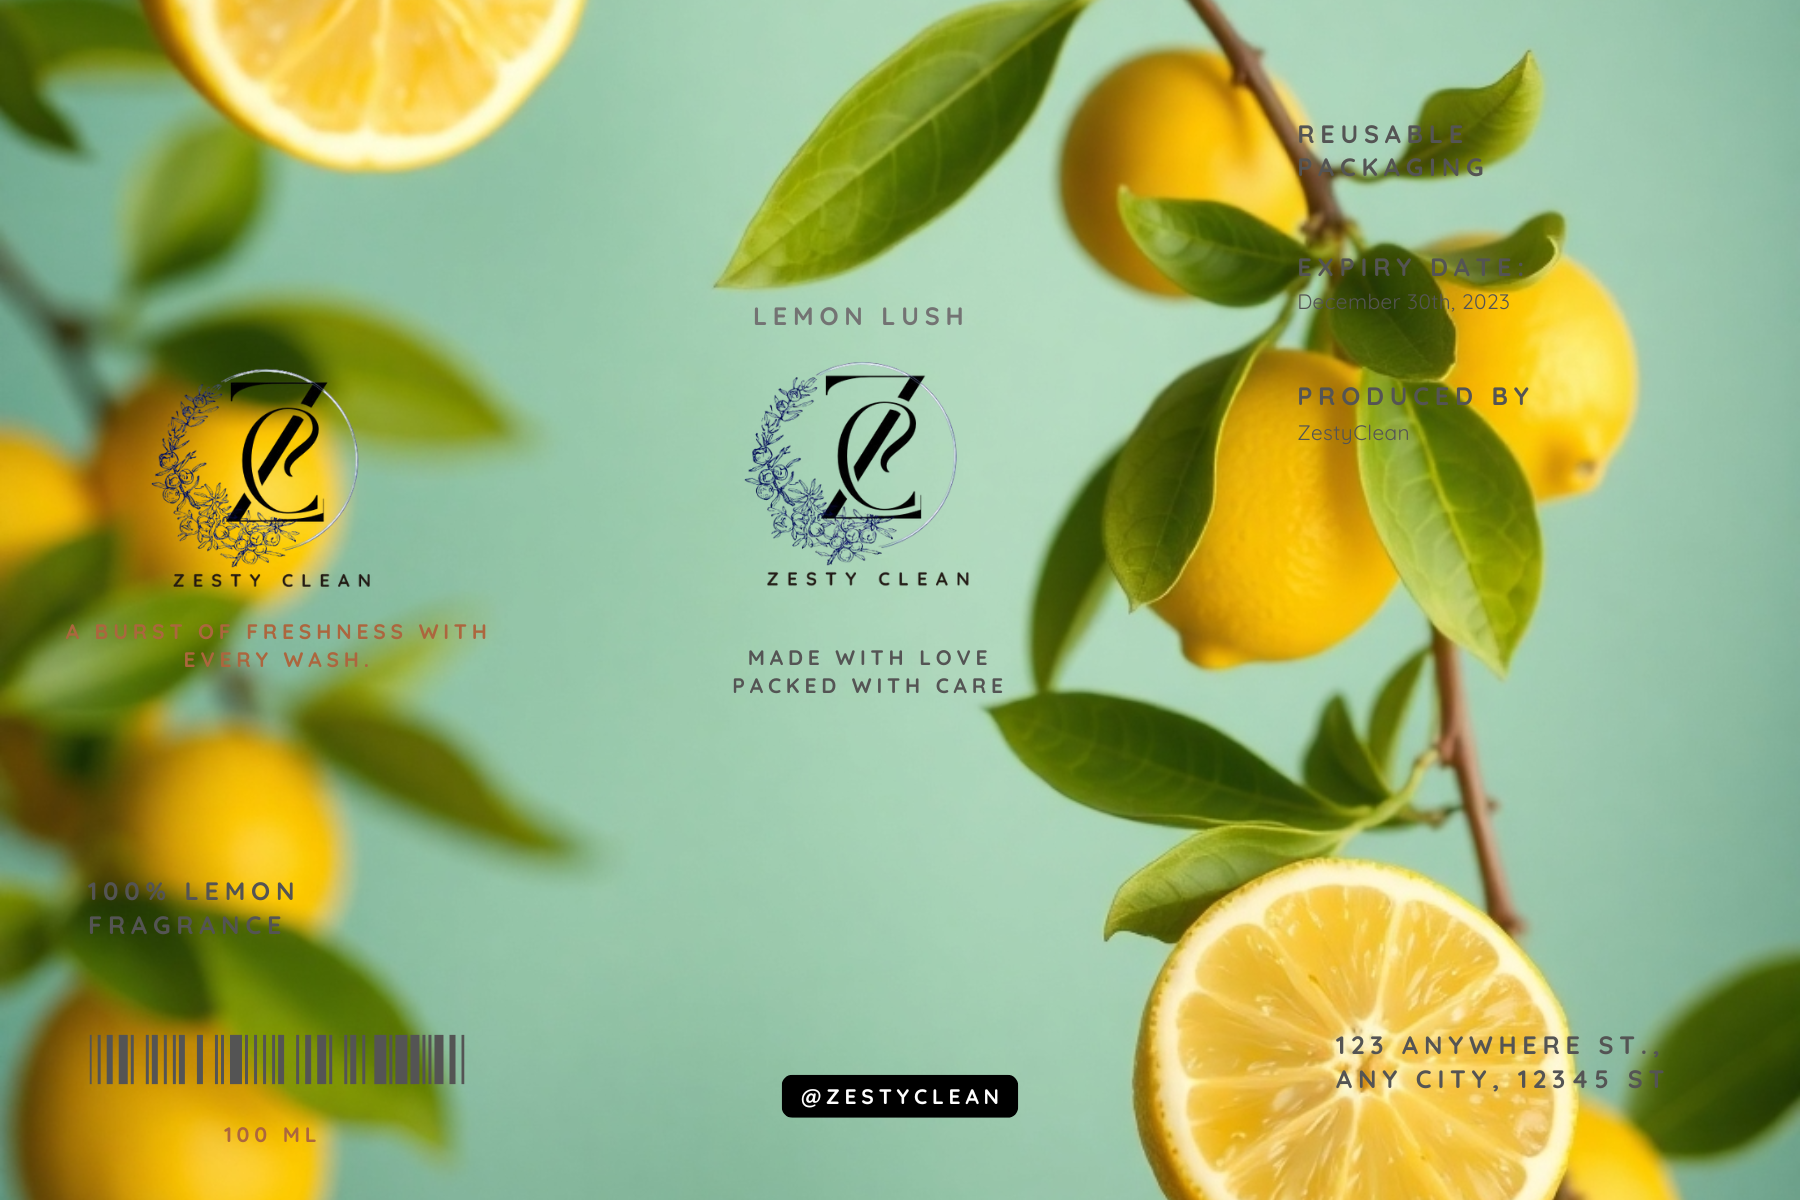 ZESTY CLEAN
A BURST OF FRESHNESS WITH
EVERY WASH.
100% LEMON
FRAGRANCE
100 ML
LEMON LUSH
ZC
ZESTY CLEAN
MADE WITH LOVE
PACKED WITH CARE
@ZESTYCLEAN
REUSABLE
PACKAGING
EXPIRY DATE:
December 30th, 2023
PRODUCED BY
ZestyClean
123 ANYWHERE ST.,
ANY CITY, 12345 ST